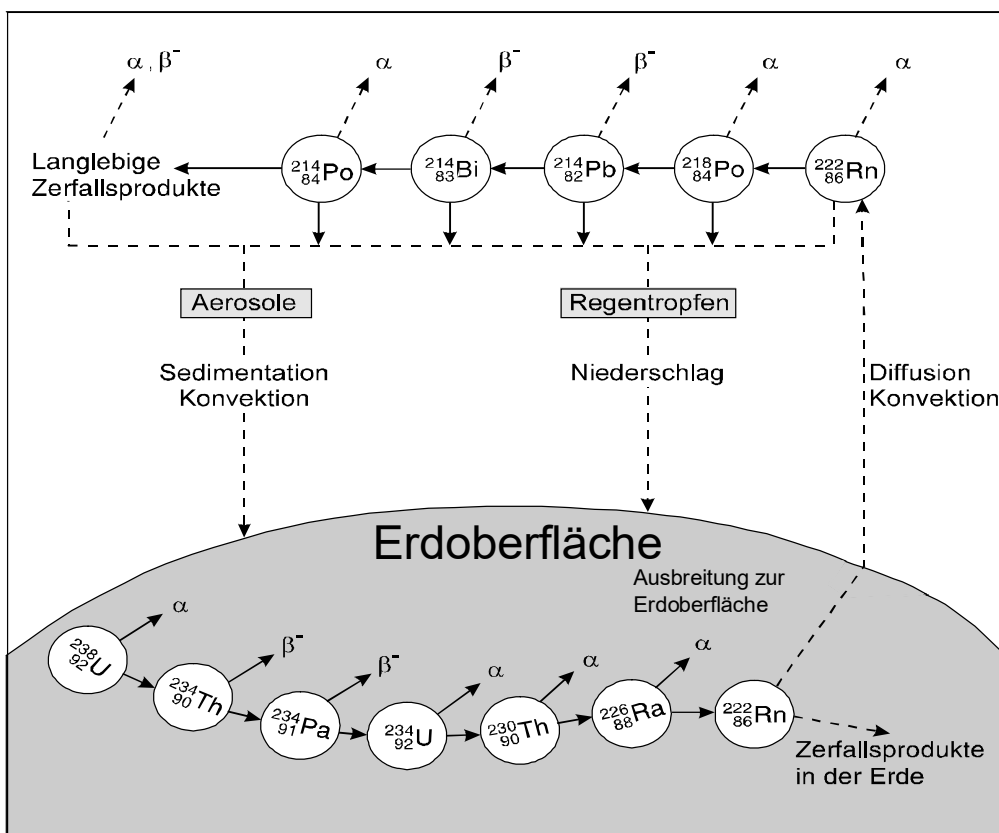 α , β⁻
α
β⁻
β⁻
α
α
Langlebige
Zerfallsprodukte
²¹⁴₈₄Po
²¹⁴₈₃Bi
²¹⁴₈₂Pb
²¹⁸₈₄Po
²²²₈₆Rn
Aerosole
Regentropfen
Sedimentation
Konvektion
Niederschlag
Diffusion
Konvektion
Erdoberfläche
Ausbreitung zur
Erdoberfläche
α
β⁻
β⁻
α
α
α
²³⁸₉₂U
²³⁴₉₀Th
²³⁴₉₁Pa
²³⁴₉₂U
²³⁰₉₀Th
²²⁶₈₈Ra
²²²₈₆Rn
Zerfallsprodukte
in der Erde